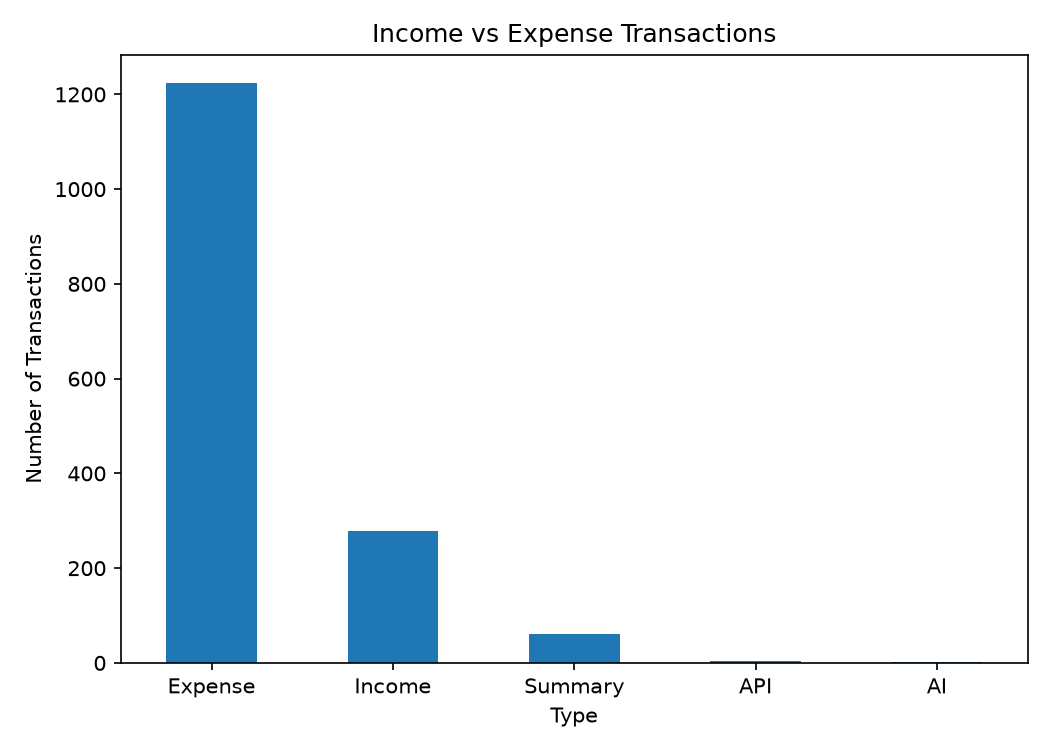 Income vs Expense Transactions
Number of Transactions
1200
1000
800
600
400
200
0
Expense Income Summary API AI
Type